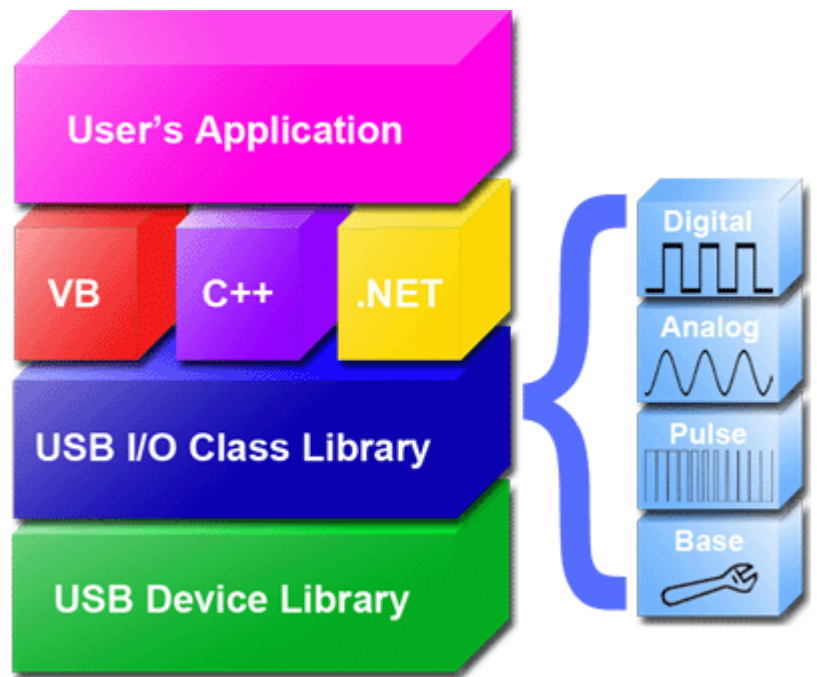 User's Application
VB
C++
.NET
USB I/O Class Library
USB Device Library
Digital
Analog
Pulse
Base